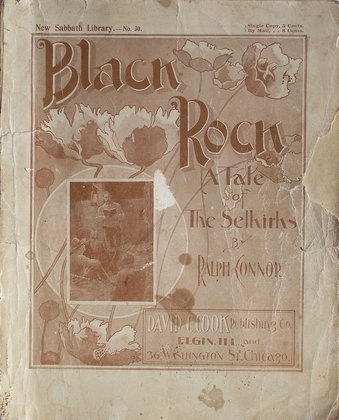 New Sabbath Library.—No. 30.
Single Copy, 5 Cents.
By Mail, . . 8 Cents.
Black
Rock
A Tale
of
The Selkirks
By
Ralph Connor
David C. Cook Publishing Co.
Elgin, Ill. and
36 Washington St. Chicago.